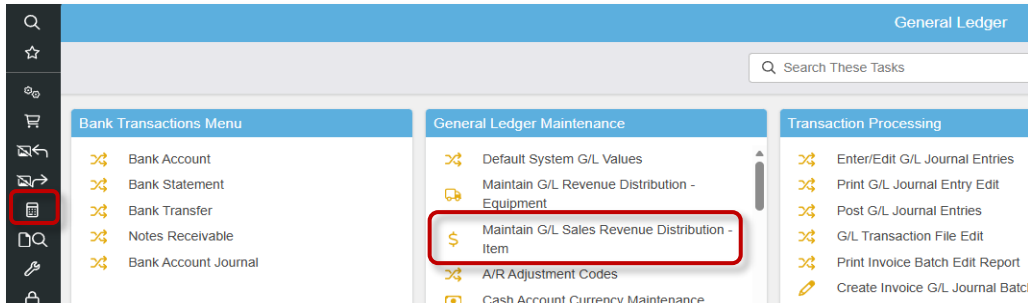 General Ledger
Search These Tasks
Bank Transactions Menu
Bank Account
Bank Statement
Bank Transfer
Notes Receivable
Bank Account Journal
General Ledger Maintenance
Default System G/L Values
Maintain G/L Revenue Distribution -
Equipment
Maintain G/L Sales Revenue Distribution -
Item
A/R Adjustment Codes
Cash Account Currency Maintenance
Transaction Processing
Enter/Edit G/L Journal Entries
Print G/L Journal Entry Edit
Post G/L Journal Entries
G/L Transaction File Edit
Print Invoice Batch Edit Report
Create Invoice G/L Journal Batc